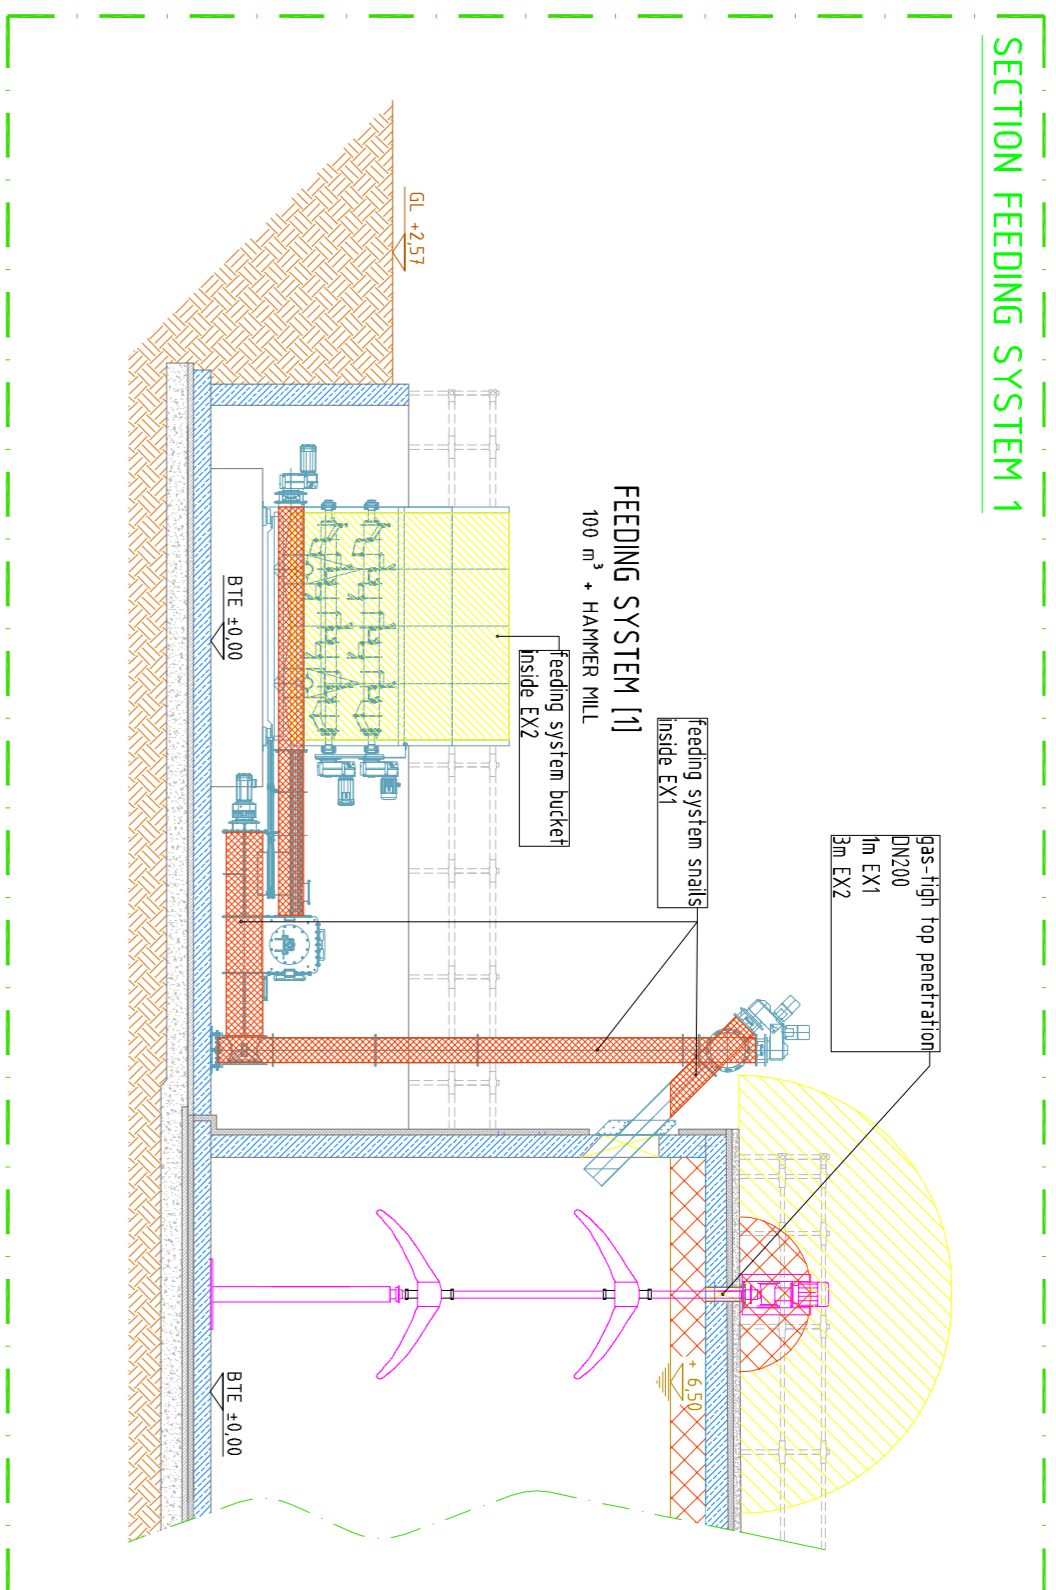 SECTION FEEDING SYSTEM 1
gas-tigh top penetration
DN200
1m EX1
3m EX2
feeding system snails
inside EX1
FEEDING SYSTEM [1]
100 m³ + HAMMER MILL
feeding system bucket
inside EX2
GL +2,57
+ 6,50
BTE ±0,00
BTE ±0,00